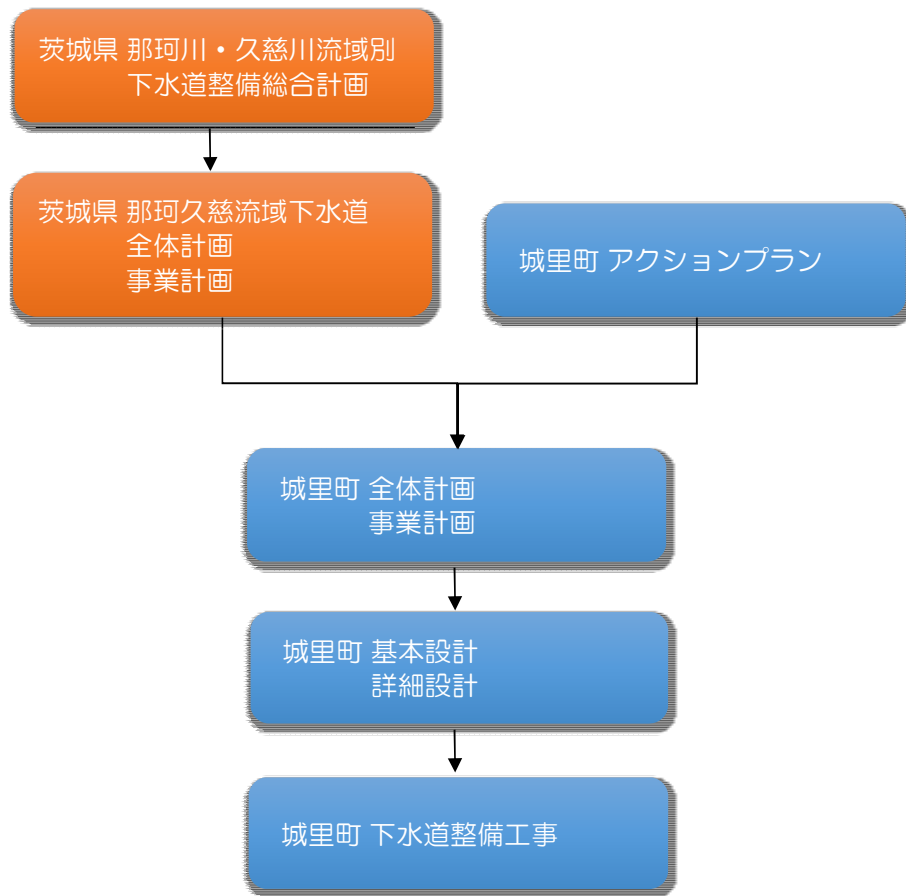 茨城県 那珂川・久慈川流域別
下水道整備総合計画
茨城県 那珂久慈流域下水道
全体計画
事業計画
城里町 アクションプラン
城里町 全体計画
事業計画
城里町 基本設計
詳細設計
城里町 下水道整備工事